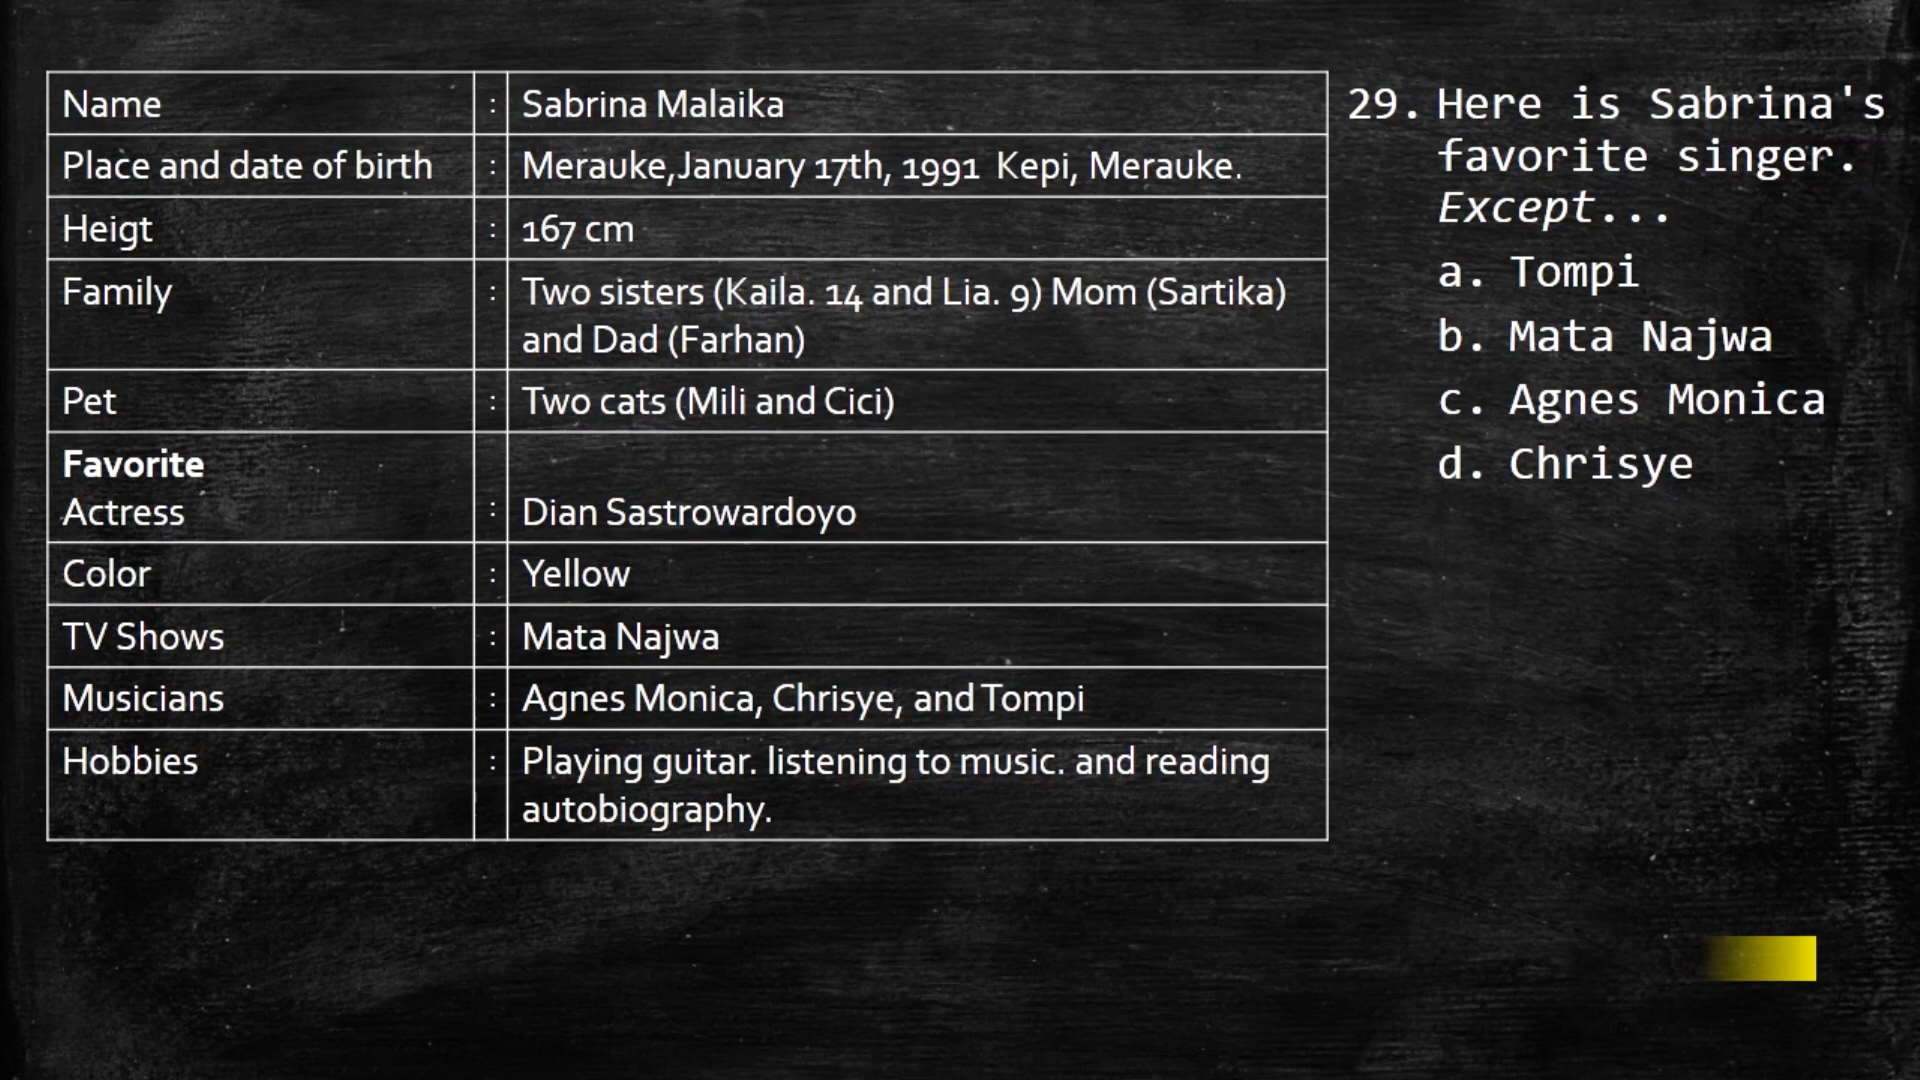 Name : Sabrina Malaika
Place and date of birth : Merauke,January 17th, 1991 Kepi, Merauke.
Heigt : 167 cm
Family : Two sisters (Kaila. 14 and Lia. 9) Mom (Sartika)
and Dad (Farhan)
Pet : Two cats (Mili and Cici)
Favorite
Actress : Dian Sastrowardoyo
Color : Yellow
TV Shows : Mata Najwa
Musicians : Agnes Monica, Chrisye, and Tompi
Hobbies : Playing guitar. listening to music. and reading
autobiography.
29. Here is Sabrina's
favorite singer.
Except...
a. Tompi
b. Mata Najwa
c. Agnes Monica
d. Chrisye